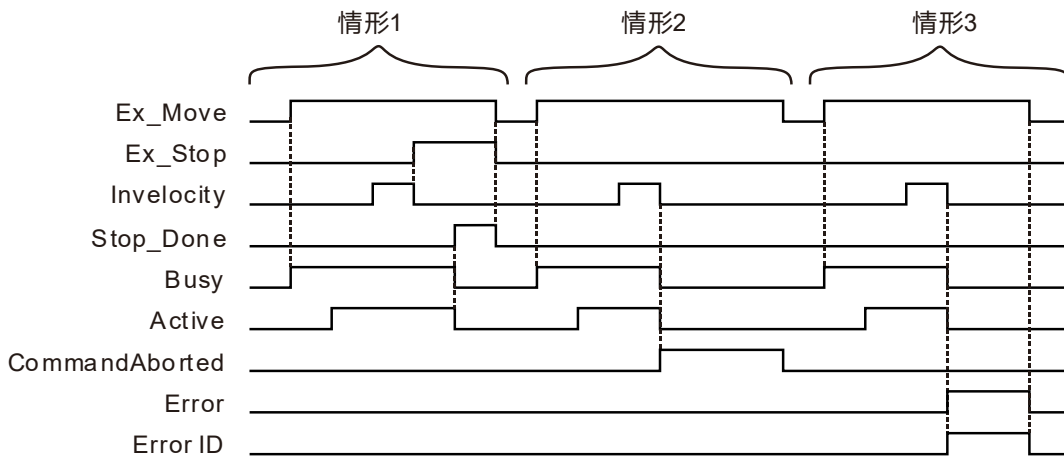 情形1 情形2 情形3
Ex_Move
Ex_Stop
Invelocity
Stop_Done
Busy
Active
CommandAborted
Error
Error ID